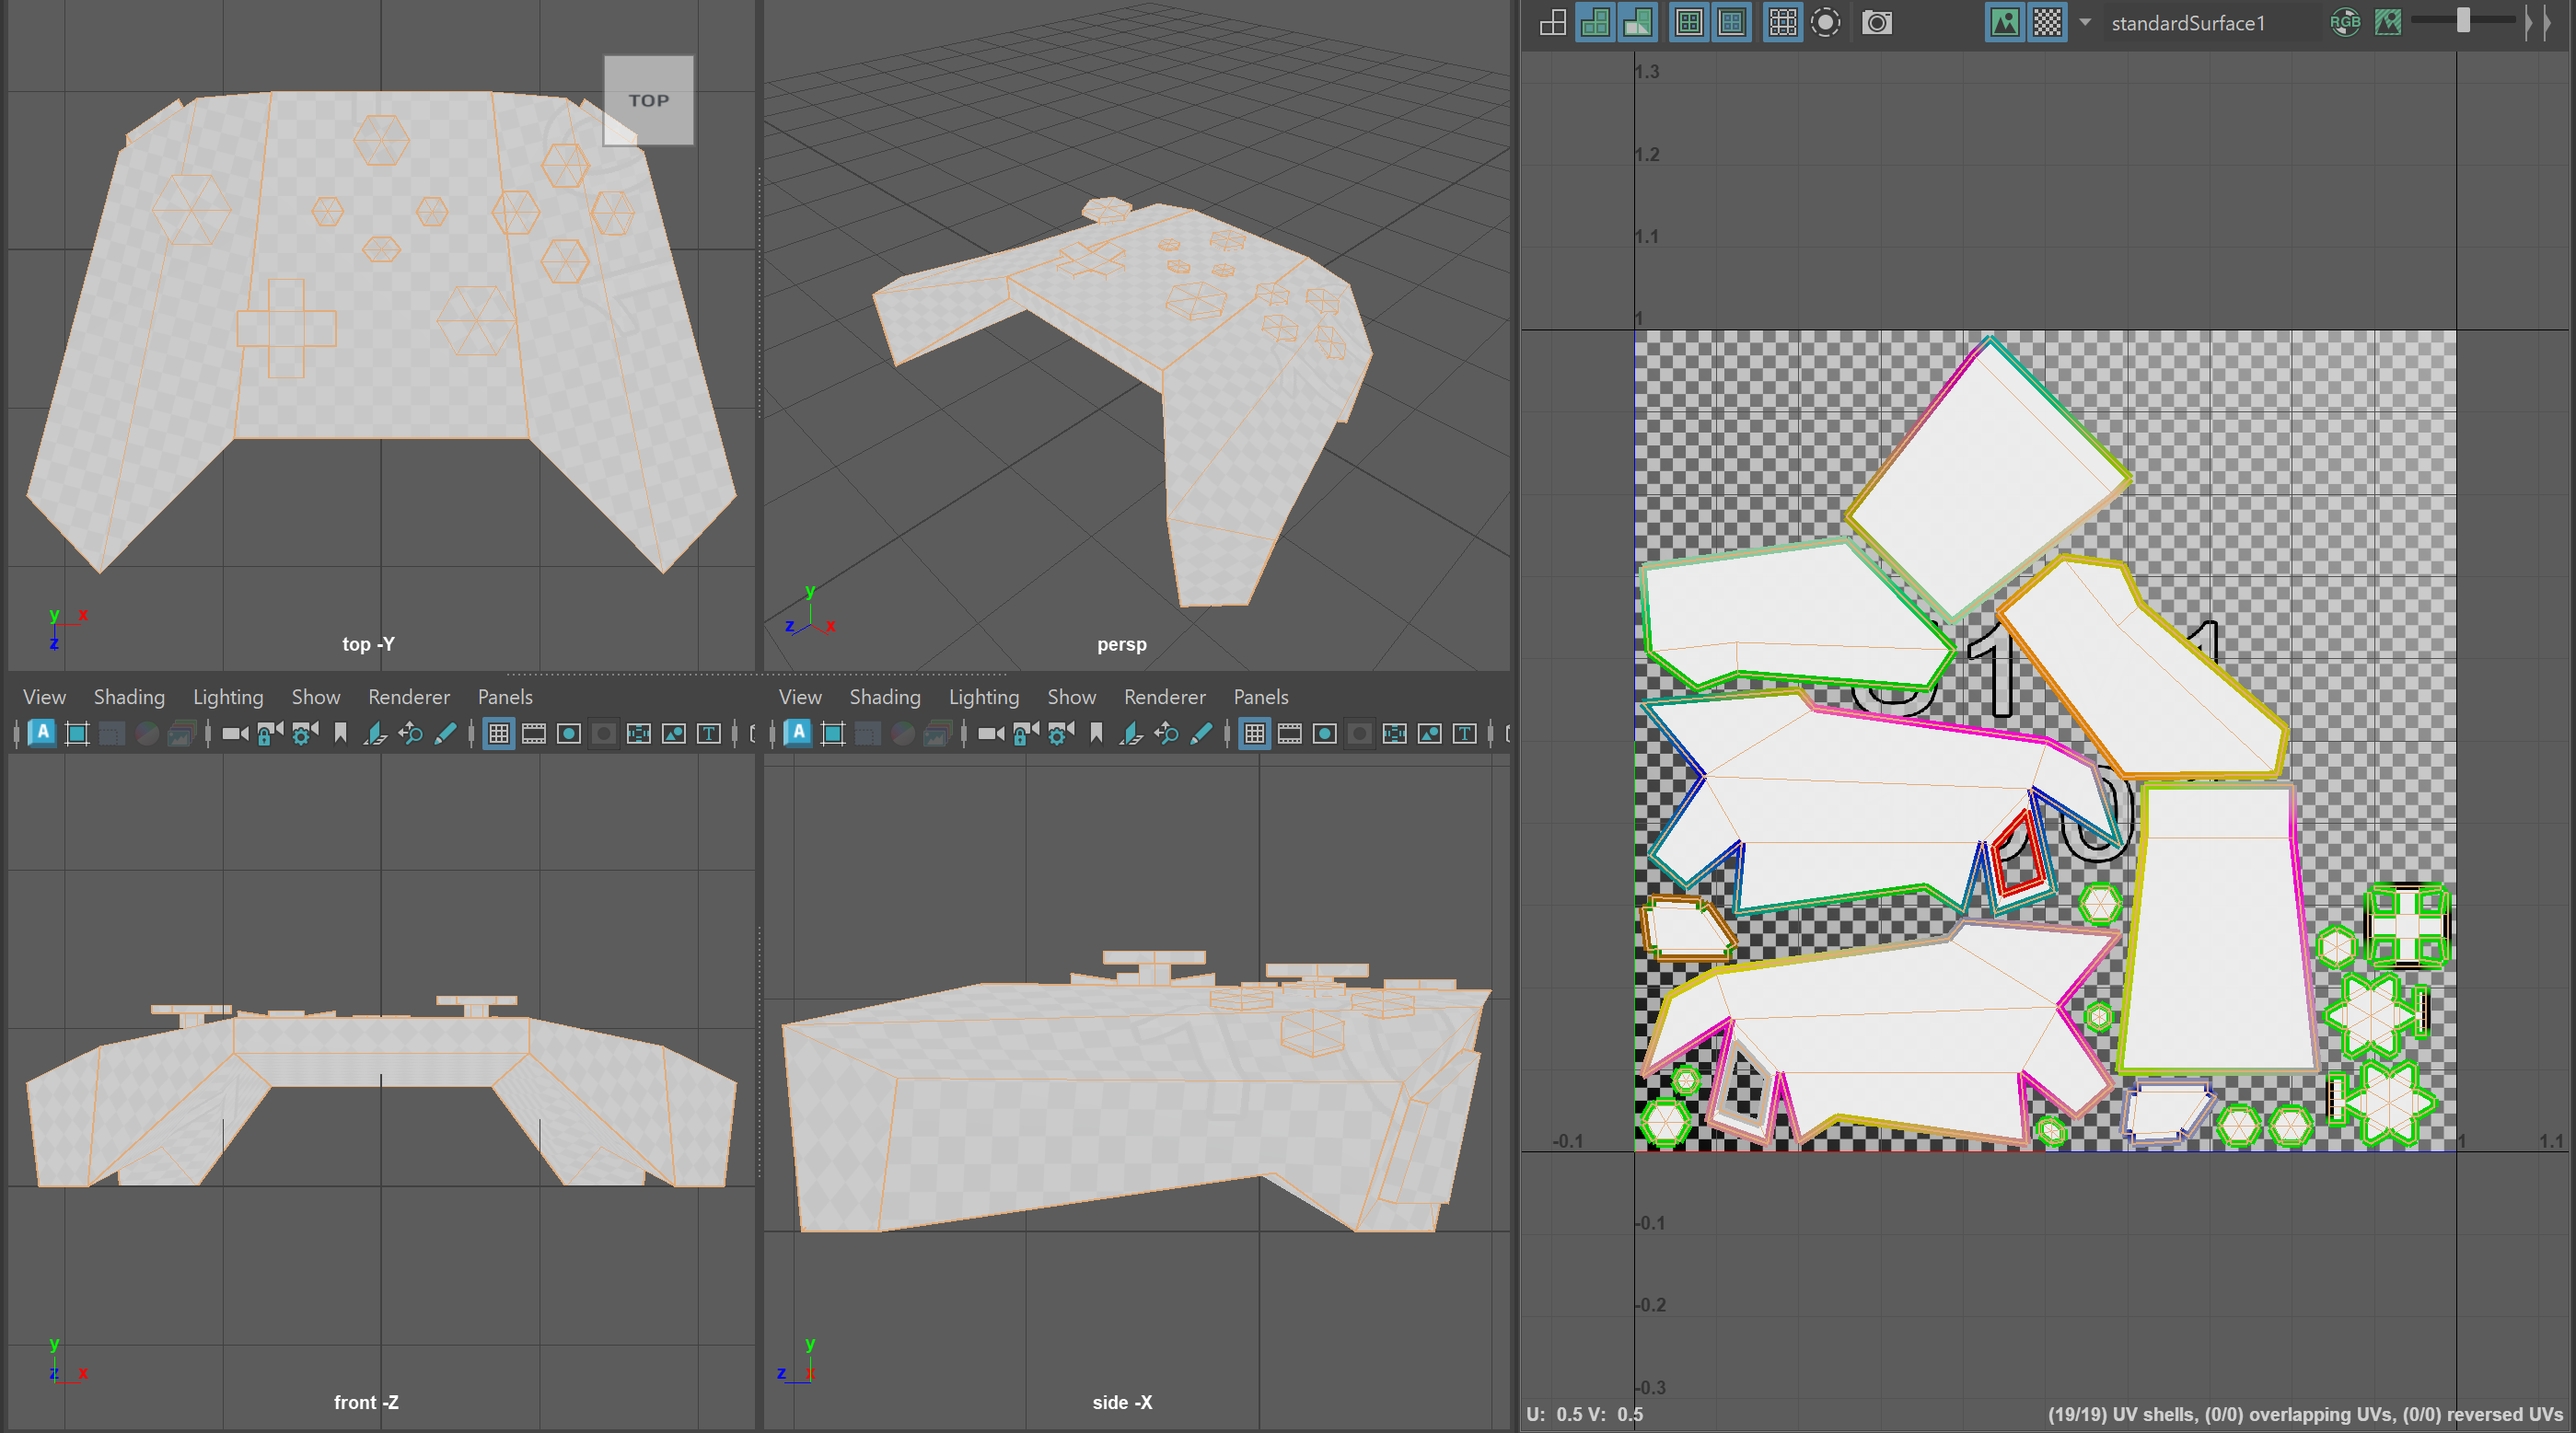 TOP
y x
z
top -Y
y
z x
persp
View Shading Lighting Show Renderer Panels
View Shading Lighting Show Renderer Panels
A T
A T
y
z x
front -Z
y
z x
side -X
standardSurface1
RGB
1.3
1.2
1.1
1
1
-0.1
1
1.1
-0.1
-0.2
-0.3
U: 0.5 V: 0.5
(19/19) UV shells, (0/0) overlapping UVs, (0/0) reversed UVs